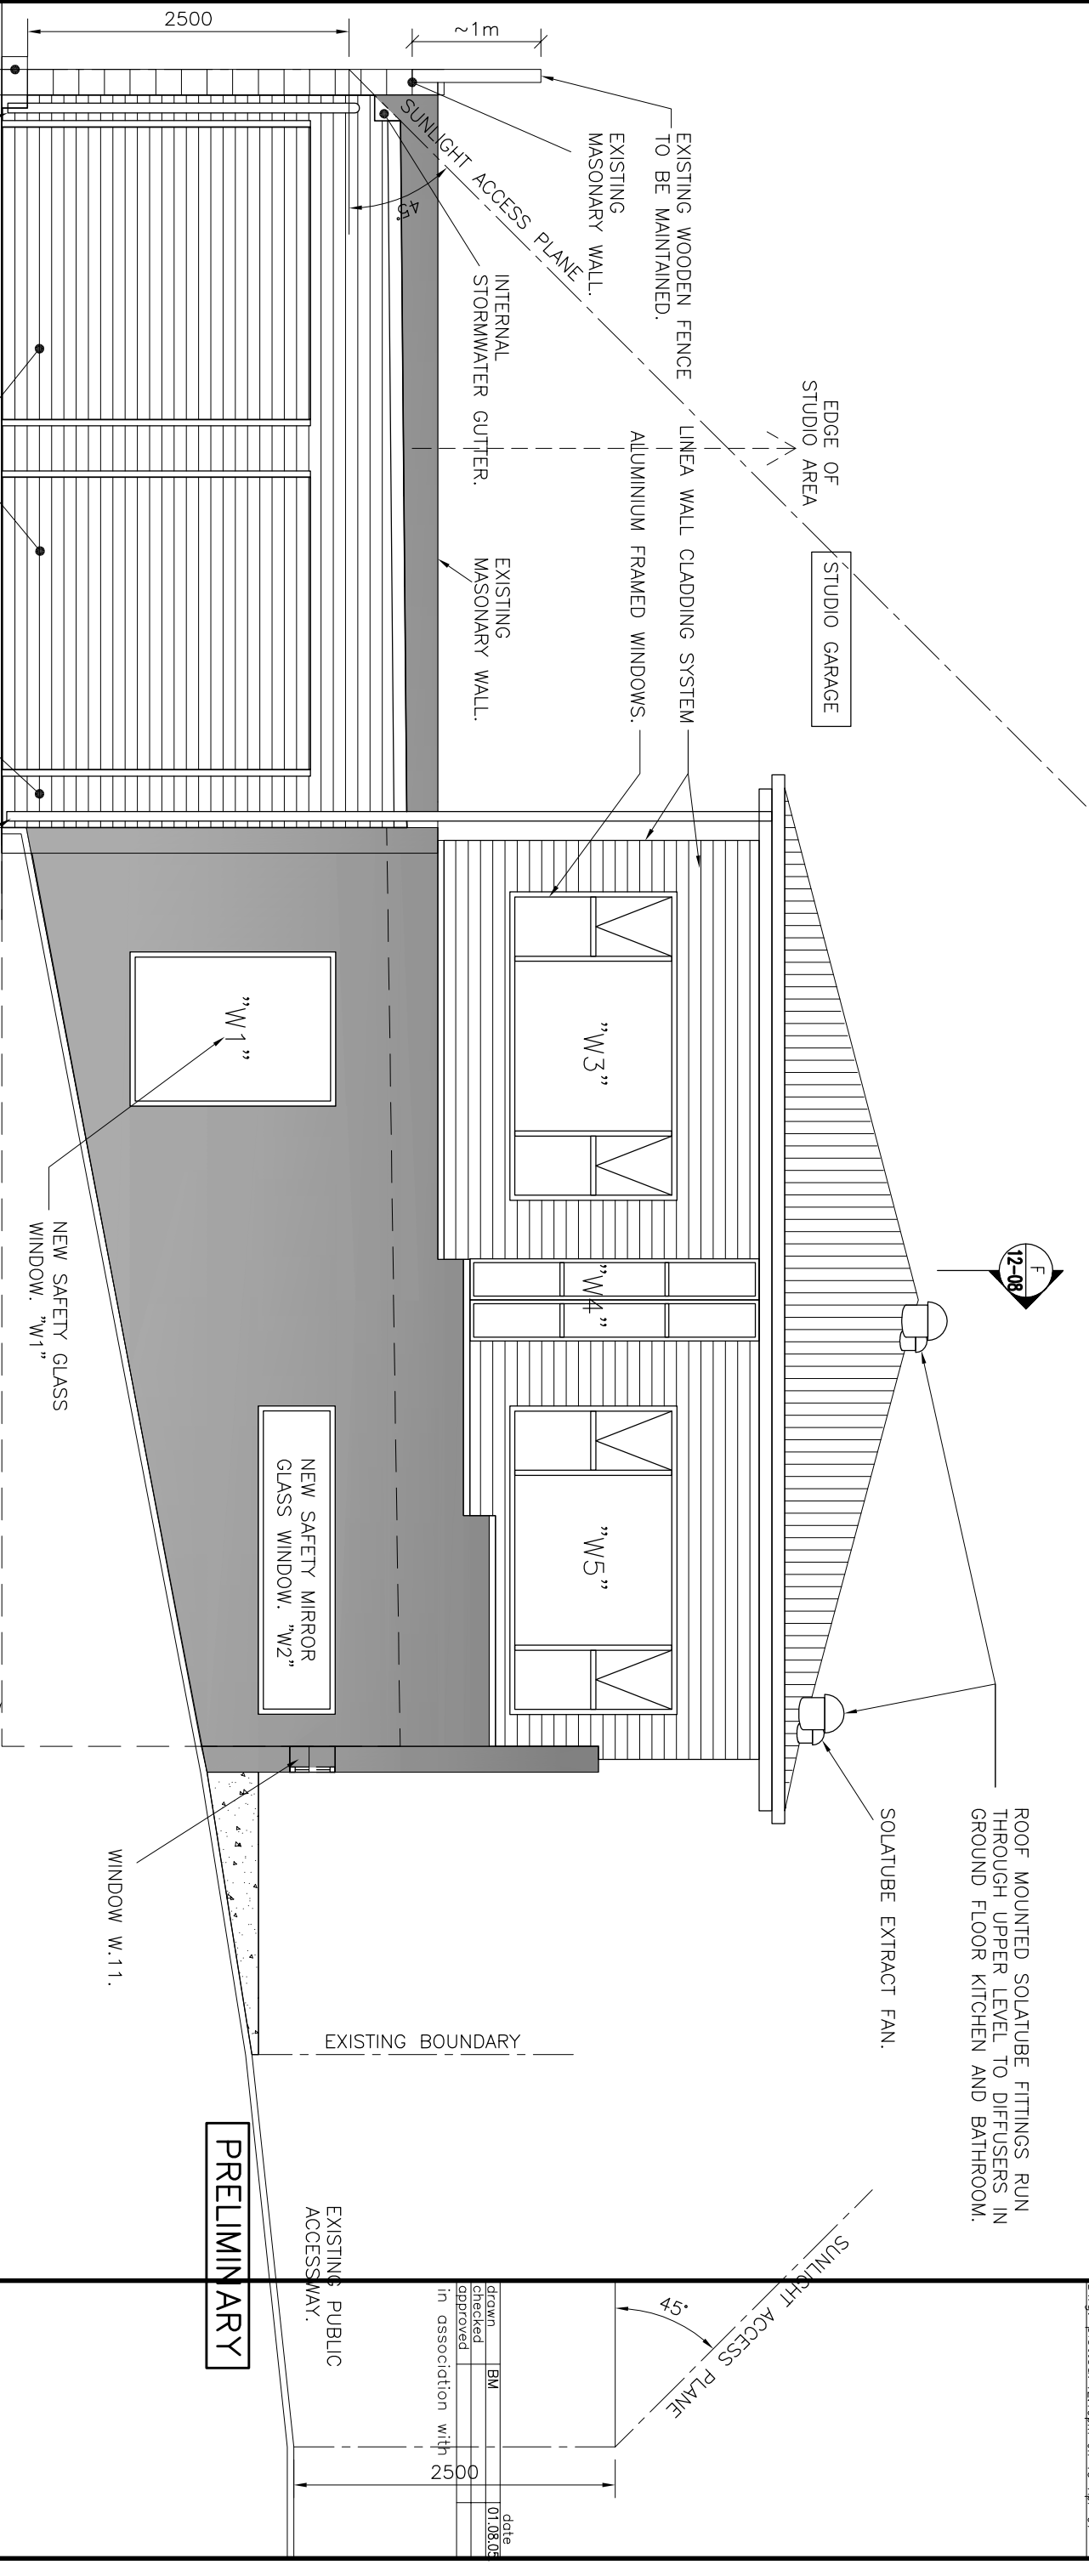 2500
~1m
EXISTING WOODEN FENCE
TO BE MAINTAINED.
EXISTING
MASONARY WALL.
SUNLIGHT ACCESS PLANE
45°
INTERNAL
STORMWATER GUTTER.
EDGE OF
STUDIO AREA
STUDIO GARAGE
LINEA WALL CLADDING SYSTEM
ALUMINIUM FRAMED WINDOWS.
EXISTING
MASONARY WALL.
"W1"
"W3"
"W4"
"W5"
F
12-08
NEW SAFETY GLASS
WINDOW. "W1"
NEW SAFETY MIRROR
GLASS WINDOW. "W2"
ROOF MOUNTED SOLATUBE FITTINGS RUN
THROUGH UPPER LEVEL TO DIFFUSERS IN
GROUND FLOOR KITCHEN AND BATHROOM.
SOLATUBE EXTRACT FAN.
WINDOW W.11.
EXISTING BOUNDARY
PRELIMINARY
EXISTING PUBLIC
ACCESSWAY.
SUNLIGHT ACCESS PLANE
45°
2500
date
drawn BM 01.08.05
checked
approved
in association with